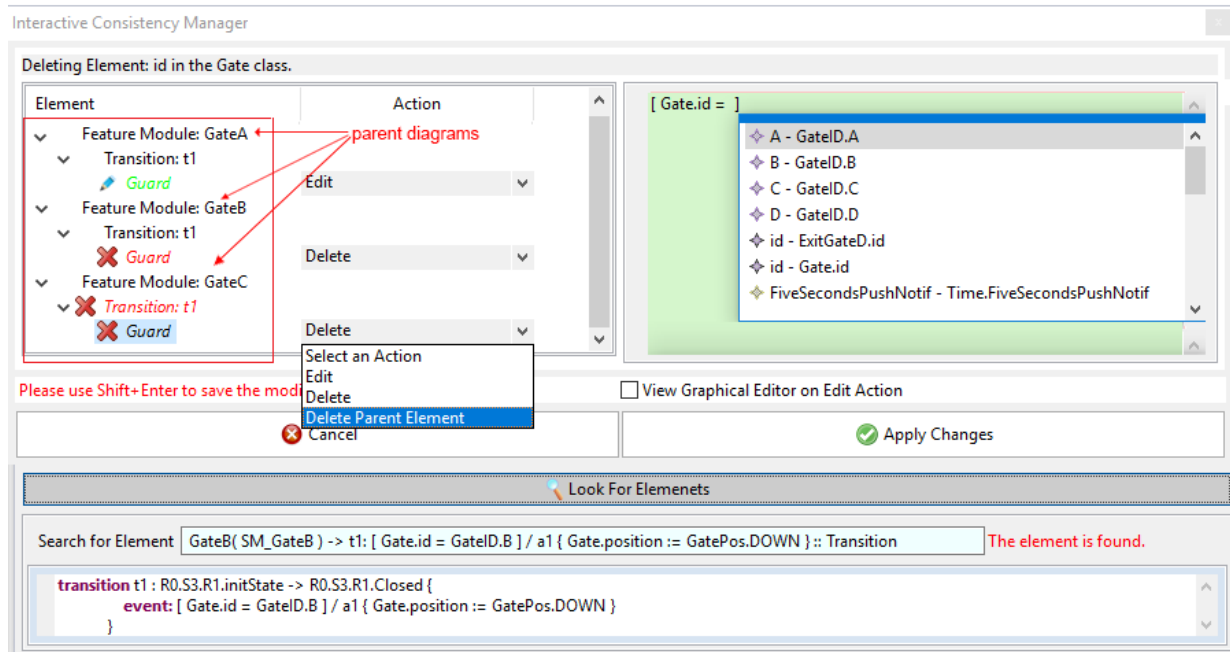 Interactive Consistency Manager
x
Deleting Element: id in the Gate class.
Element Action
Feature Module: GateA parent diagrams
Transition: t1
Guard Edit
Feature Module: GateB
Transition: t1
Guard Delete
Feature Module: GateC
Transition: t1
Guard Delete
Select an Action
Edit
Delete
Delete Parent Element
[ Gate.id = ]
A - GateID.A
B - GateID.B
C - GateID.C
D - GateID.D
id - ExitGateD.id
id - Gate.id
FiveSecondsPushNotif - Time.FiveSecondsPushNotif
Please use Shift+Enter to save the modi
View Graphical Editor on Edit Action
Cancel Apply Changes
Look For Elemenets
Search for Element GateB( SM_GateB ) -> t1: [ Gate.id = GateID.B ] / a1 { Gate.position := GatePos.DOWN } :: Transition The element is found.
transition t1 : R0.S3.R1.initState -> R0.S3.R1.Closed {
event: [ Gate.id = GateID.B ] / a1 { Gate.position := GatePos.DOWN }
}